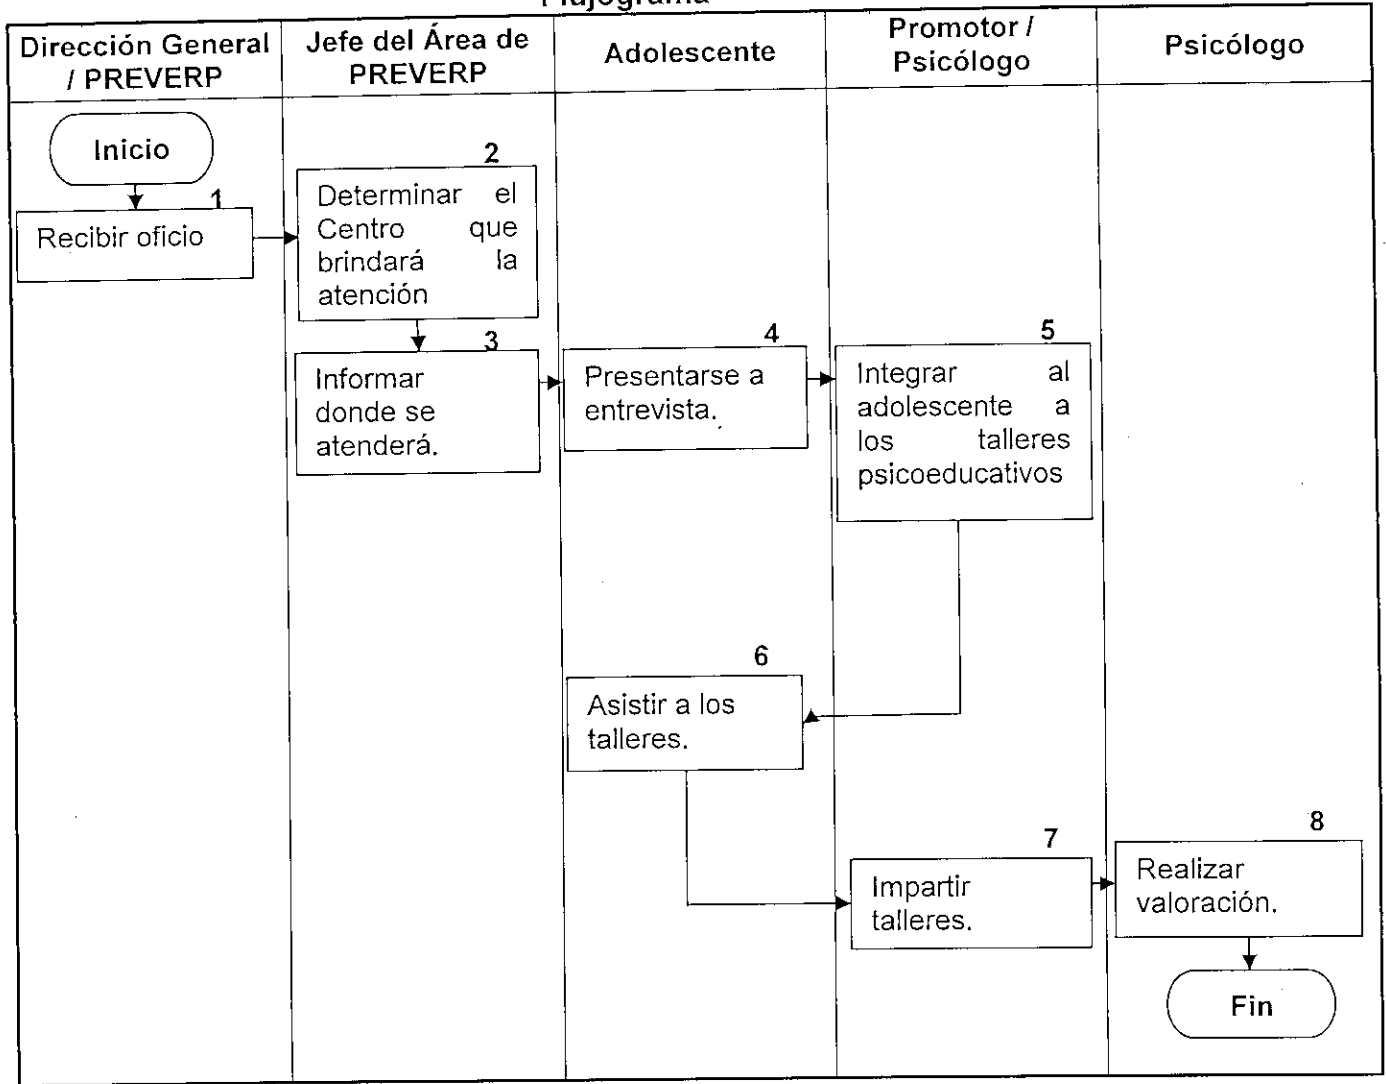 Flujograma
Dirección General
/ PREVERP
Jefe del Área de
PREVERP
Adolescente
Promotor /
Psicólogo
Psicólogo
Inicio
1
Recibir oficio
2
Determinar el
Centro que
brindará la
atención
3
Informar
donde se
atenderá.
4
Presentarse a
entrevista.
5
Integrar al
adolescente a
los talleres
psicoeducativos
6
Asistir a los
talleres.
7
Impartir
talleres.
8
Realizar
valoración.
Fin